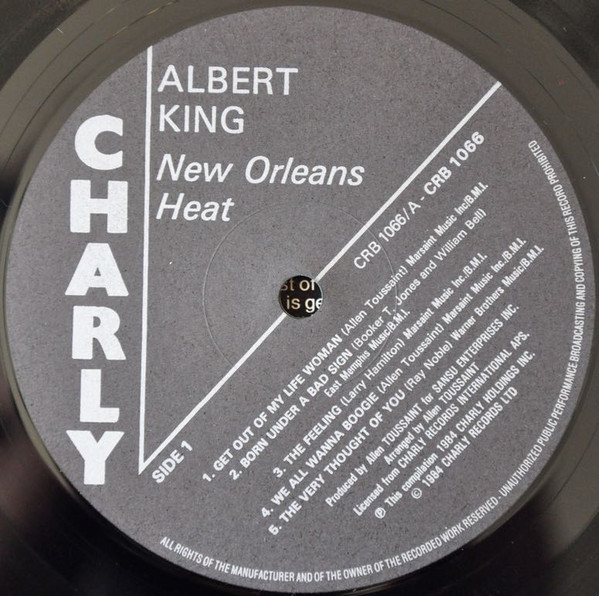 CHARLY
ALBERT
KING
New Orleans
Heat
CRB 1066/A - CRB 1066
SIDE 1
1. GET OUT OF MY LIFE WOMAN (Allen Toussaint) Marsaint Music Inc/B.M.I.
2. BORN UNDER A BAD SIGN (Booker T. Jones and William Bell)
East Memphis Music/B.M.I.
3. THE FEELING (Larry Hamilton) Marsaint Music Inc./B.M.I.
4. WE ALL WANNA BOOGIE (Allen Toussaint) Marsaint Music Inc./B.M.I.
5. THE VERY THOUGHT OF YOU (Ray Noble) Warner Brothers Music/B.M.I.
Produced by Allen TOUSSAINT for SANSU ENTERPRISES INC.
Arranged by Allen TOUSSAINT
Licensed from CHARLY RECORDS INTERNATIONAL APS.
Ⓟ This compilation 1984 CHARLY HOLDINGS INC.
© 1984 CHARLY RECORDS LTD
ALL RIGHTS OF THE MANUFACTURER AND OF THE OWNER OF THE RECORDED WORK RESERVED - UNAUTHORIZED PUBLIC PERFORMANCE BROADCASTING AND COPYING OF THIS RECORD PROHIBITED
st of
is ge